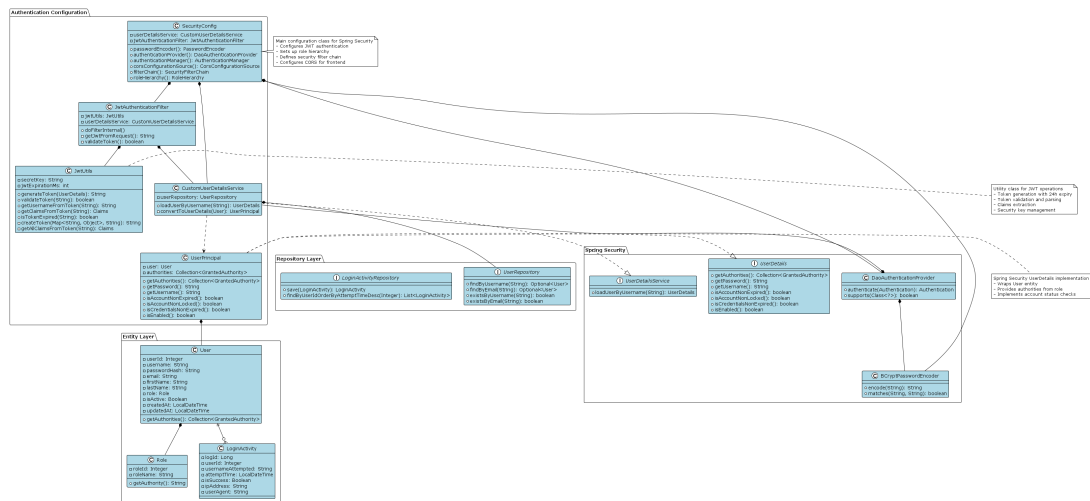 Authentication Configuration
C SecurityConfig
userDetailsService: CustomUserDetailsService
jwtAuthenticationFilter: JwtAuthenticationFilter
passwordEncoder(): PasswordEncoder
authenticationProvider(): DaoAuthenticationProvider
authenticationManager(): AuthenticationManager
corsConfigurationSource(): CorsConfigurationSource
filterChain(): SecurityFilterChain
roleHierarchy(): RoleHierarchy
Main configuration class for Spring Security
- Configures JWT authentication
- Sets up role hierarchy
- Defines security filter chain
- Configures CORS for frontend
C JwtAuthenticationFilter
jwtUtils: JwtUtils
userDetailsService: CustomUserDetailsService
doFilterInternal()
getJwtFromRequest(): String
validateToken(): boolean
C JwtUtils
secretKey: String
jwtExpirationMs: int
generateToken(UserDetails): String
validateToken(String): boolean
getUsernameFromToken(String): String
getClaimsFromToken(String): Claims
isTokenExpired(String): boolean
createToken(Map<String, Object>, String): String
getAllClaimsFromToken(String): Claims
C CustomUserDetailsService
userRepository: UserRepository
loadUserByUsername(String): UserDetails
convertToUserDetails(User): UserPrincipal
Utility class for JWT operations
- Token generation with 24h expiry
- Token validation and parsing
- Claims extraction
- Security key management
C UserPrincipal
user: User
authorities: Collection<GrantedAuthority>
getAuthorities(): Collection<GrantedAuthority>
getPassword(): String
getUsername(): String
isAccountNonExpired(): boolean
isAccountNonLocked(): boolean
isCredentialsNonExpired(): boolean
isEnabled(): boolean
Repository Layer
I LoginActivityRepository
save(LoginActivity): LoginActivity
findByUserIdOrderByAttemptTimeDesc(Integer): List<LoginActivity>
I UserRepository
findByUsername(String): Optional<User>
findByEmail(String): Optional<User>
existsByUsername(String): boolean
existsByEmail(String): boolean
Spring Security
I UserDetailsService
loadUserByUsername(String): UserDetails
I UserDetails
getAuthorities(): Collection<GrantedAuthority>
getPassword(): String
getUsername(): String
isAccountNonExpired(): boolean
isAccountNonLocked(): boolean
isCredentialsNonExpired(): boolean
isEnabled(): boolean
C DaoAuthenticationProvider
authenticate(Authentication): Authentication
supports(Class<?>): boolean
Spring Security UserDetails implementation
- Wraps User entity
- Provides authorities from role
- Implements account status checks
C BCryptPasswordEncoder
encode(String): String
matches(String, String): boolean
Entity Layer
C User
userId: Integer
username: String
passwordHash: String
email: String
firstName: String
lastName: String
role: Role
isActive: Boolean
createdAt: LocalDateTime
updatedAt: LocalDateTime
getAuthorities(): Collection<GrantedAuthority>
C Role
roleId: Integer
roleName: String
getAuthority(): String
C LoginActivity
logId: Long
userId: Integer
usernameAttempted: String
attemptTime: LocalDateTime
isSuccess: Boolean
ipAddress: String
userAgent: String